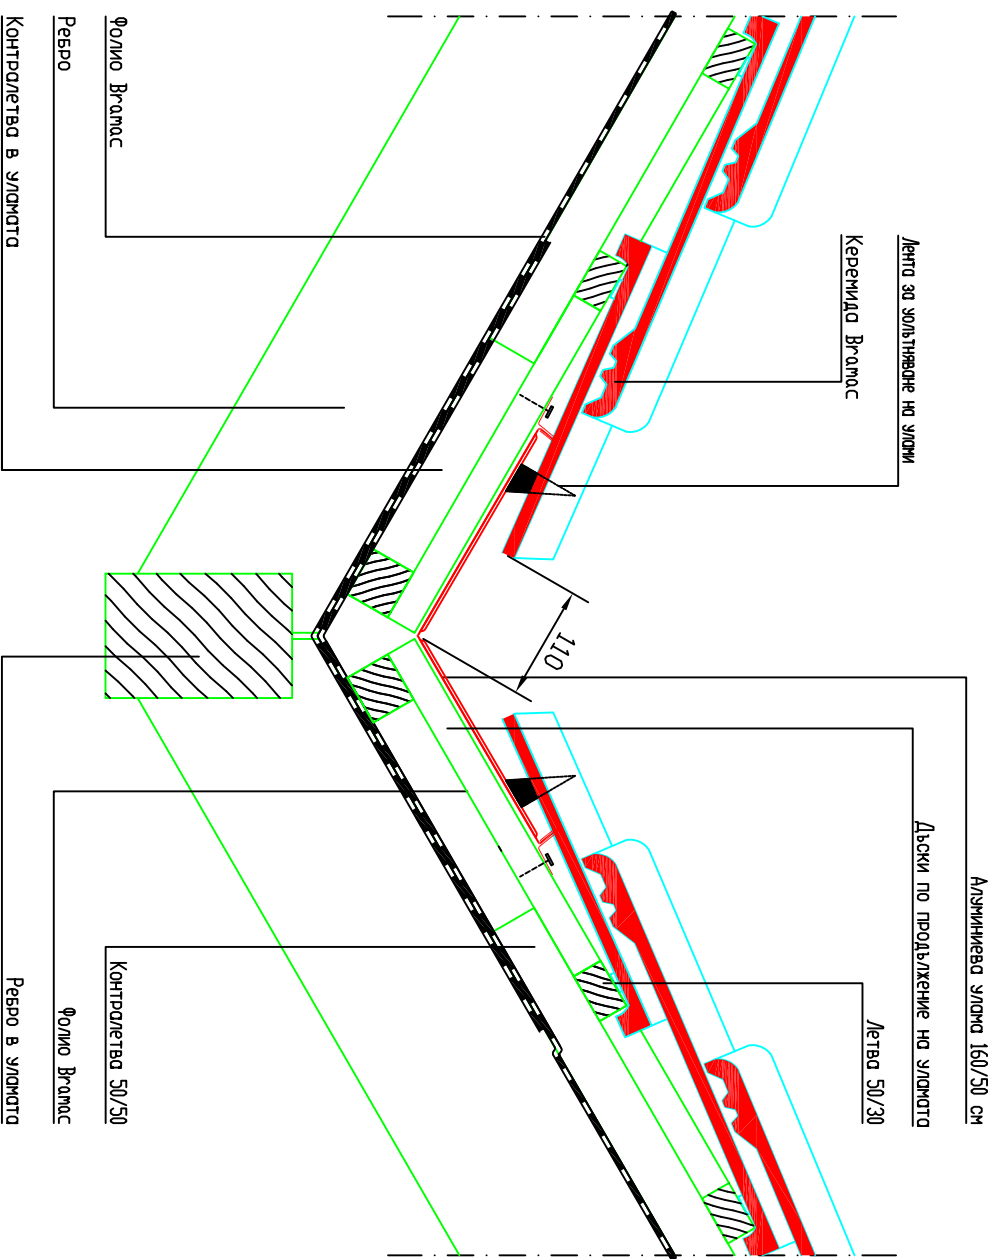 Алуминиева улама 160/50 см
Дъски по продължение на уламата
Лента за уплътняване на улами
Летва 50/30
Керемида Bramac
110
Фолио Bramac
Контралетва 50/50
Ребро
Фолио Bramac
Контралетва в уламата
Ребро в уламата